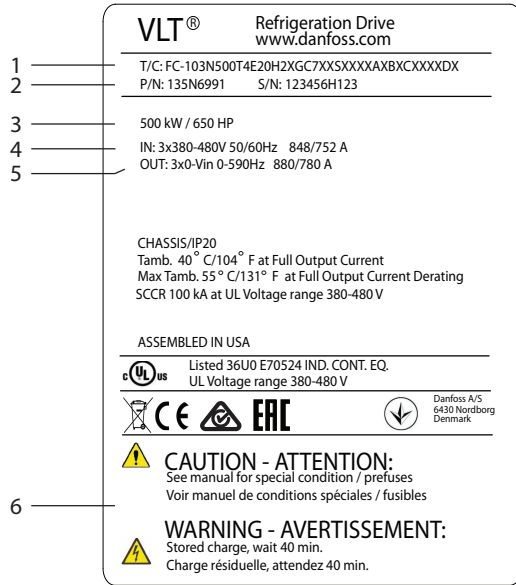 VLT® Refrigeration Drive
www.danfoss.com
1 T/C: FC-103N500T4E20H2XGC7XXSXXXXAXBXCXXXXDX
2 P/N: 135N6991 S/N: 123456H123
3 500 kW / 650 HP
4 IN: 3x380-480V 50/60Hz 848/752 A
5 OUT: 3x0-Vin 0-590Hz 880/780 A
CHASSIS/IP20
Tamb. 40° C/104° F at Full Output Current
Max Tamb. 55° C/131° F at Full Output Current Derating
SCCR 100 kA at UL Voltage range 380-480 V
ASSEMBLED IN USA
c UL us Listed 36U0 E70524 IND. CONT. EQ.
UL Voltage range 380-480 V
CE EAC
Danfoss A/S
6430 Nordborg
Denmark
CAUTION - ATTENTION:
See manual for special condition / prefuses
Voir manuel de conditions spéciales / fusibles
6
WARNING - AVERTISSEMENT:
Stored charge, wait 40 min.
Charge résiduelle, attendez 40 min.